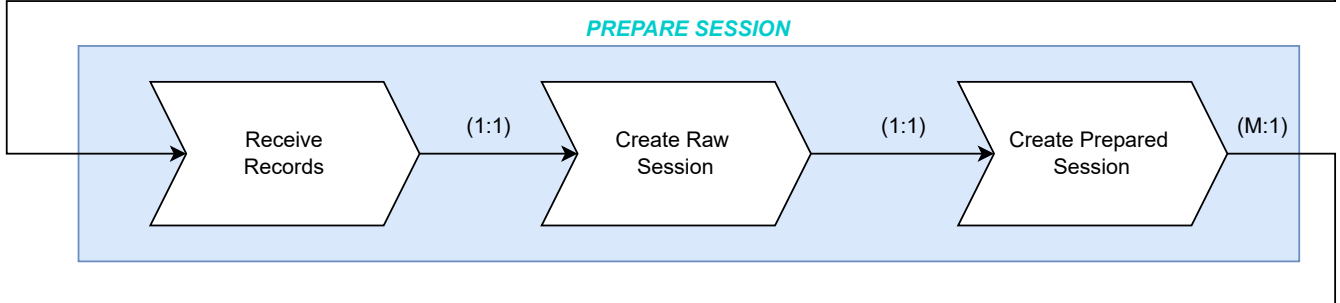 PREPARE SESSION
Receive
Records
(1:1)
Create Raw
Session
(1:1)
Create Prepared
Session
(M:1)